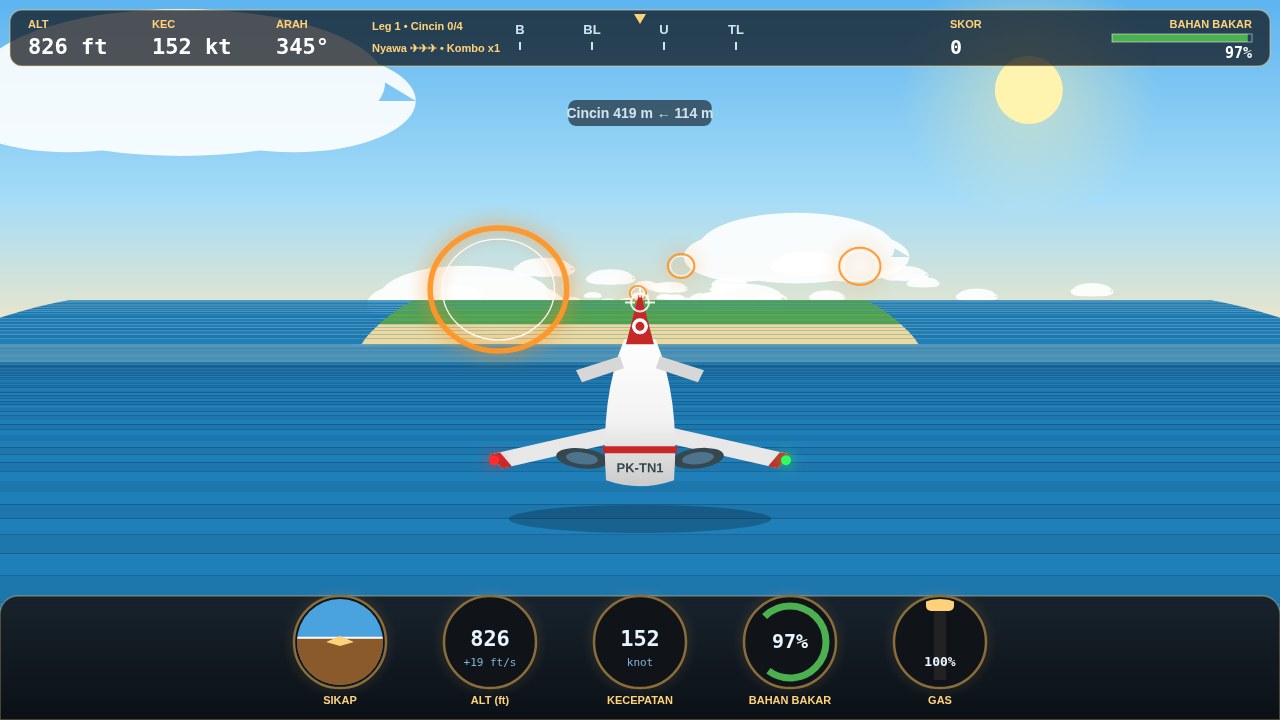 ALT
826 ft
KEC
152 kt
ARAH
345°
Leg 1 • Cincin 0/4
Nyawa ✈✈✈ • Kombo x1
B BL U TL
SKOR
0
BAHAN BAKAR
97%
Cincin 419 m ← 114 m
PK-TN1
826
+19 ft/s
152
knot
97%
100%
SIKAP
ALT (ft)
KECEPATAN
BAHAN BAKAR
GAS